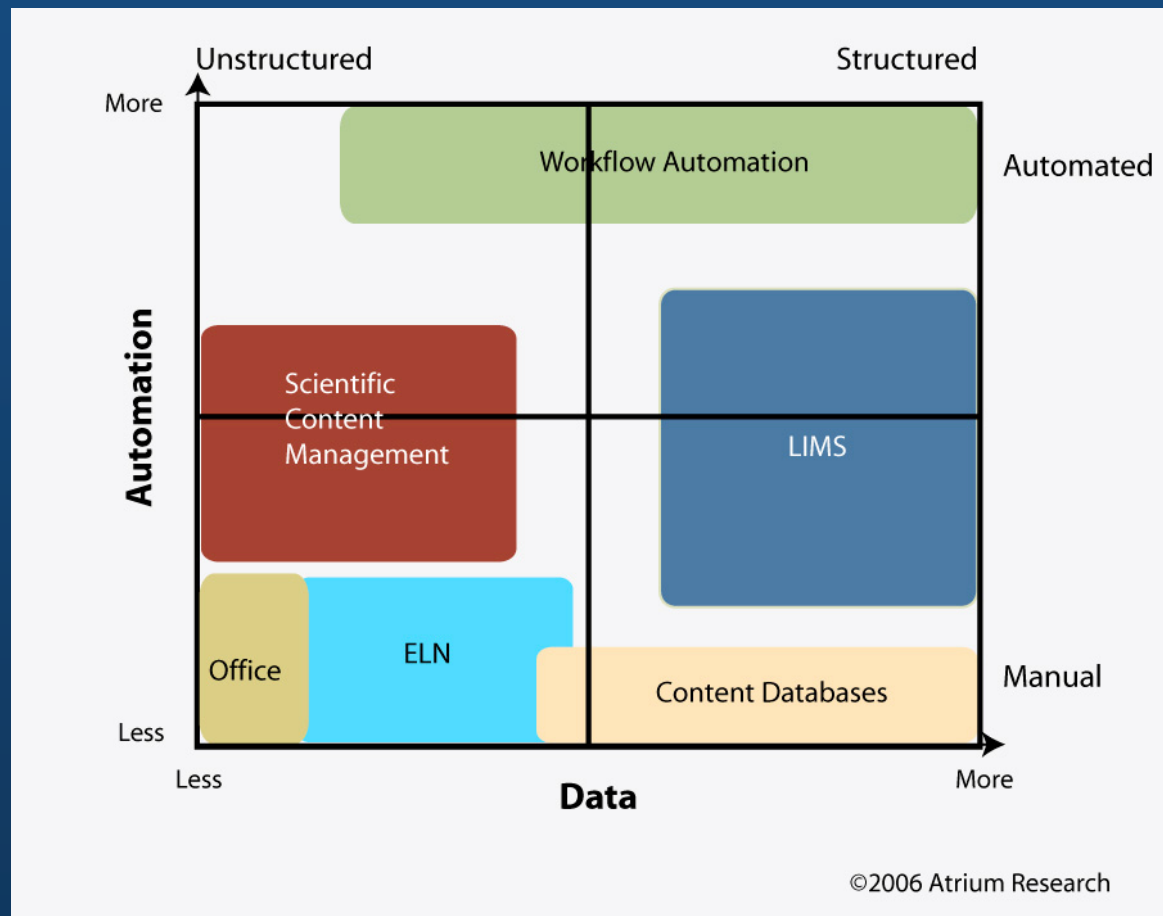 Unstructured
Structured
More
Workflow Automation
Automated
Automation
Scientific
Content
Management
LIMS
Office
ELN
Content Databases
Manual
Less
Less
Data
More
©2006 Atrium Research